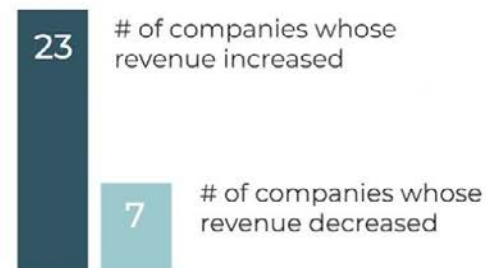 23
# of companies whose
revenue increased
7
# of companies whose
revenue decreased